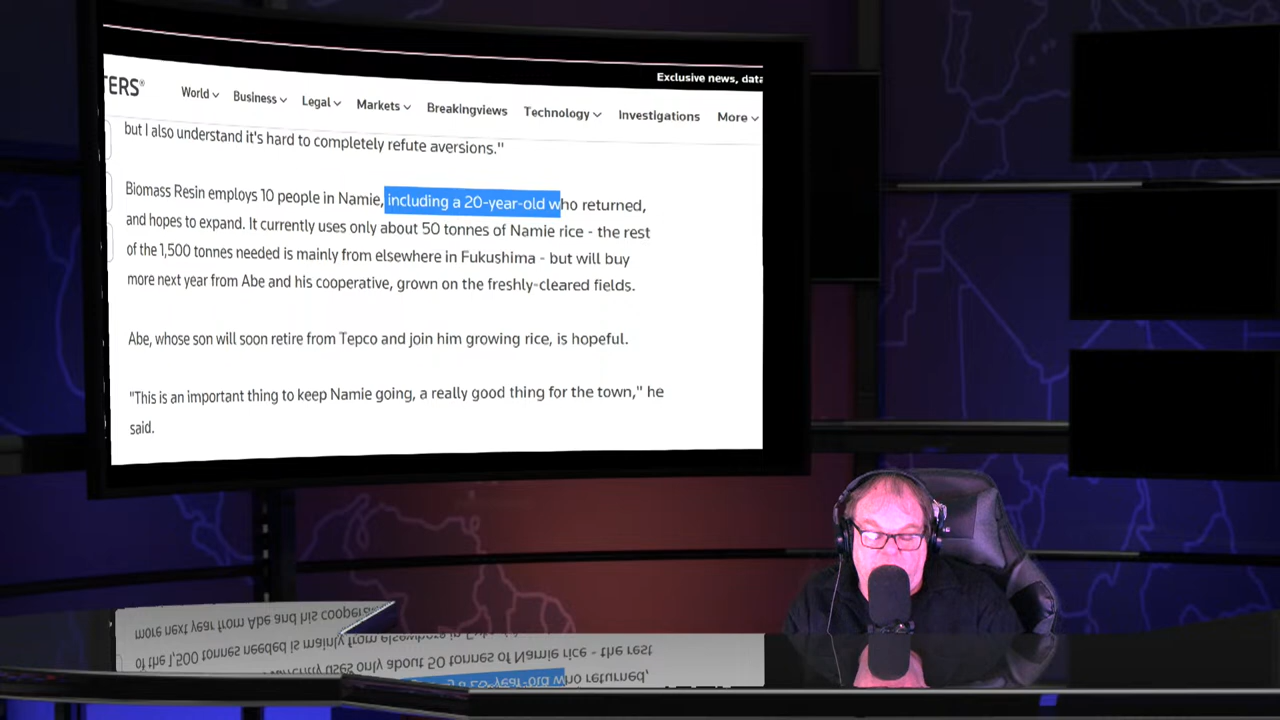 TERS®
Exclusive news, data
World Business Legal Markets Breakingviews Technology Investigations More
but I also understand it's hard to completely refute aversions."
Biomass Resin employs 10 people in Namie, including a 20-year-old who returned,
and hopes to expand. It currently uses only about 50 tonnes of Namie rice - the rest
of the 1,500 tonnes needed is mainly from elsewhere in Fukushima - but will buy
more next year from Abe and his cooperative, grown on the freshly-cleared fields.
Abe, whose son will soon retire from Tepco and join him growing rice, is hopeful.
"This is an important thing to keep Namie going, a really good thing for the town," he
said.